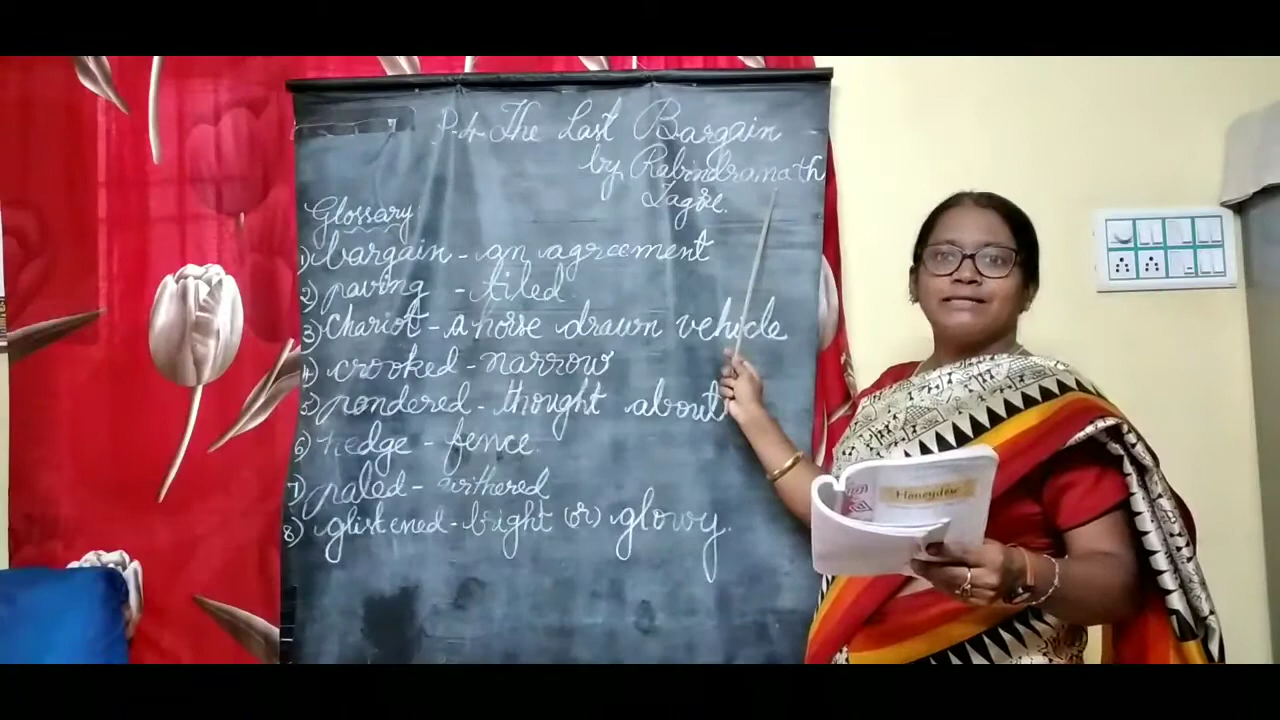 P-4 The Last Bargain
by Rabindranath
Tagore.
Glossary
1) bargain - an agreement
2) paving - tiled
3) Chariot - a horse drawn vehicle
4) crooked - narrow
5) pondered - thought about
6) hedge - fence
7) paled - withered
8) glistened - bright (or) glowy.
Honeydew